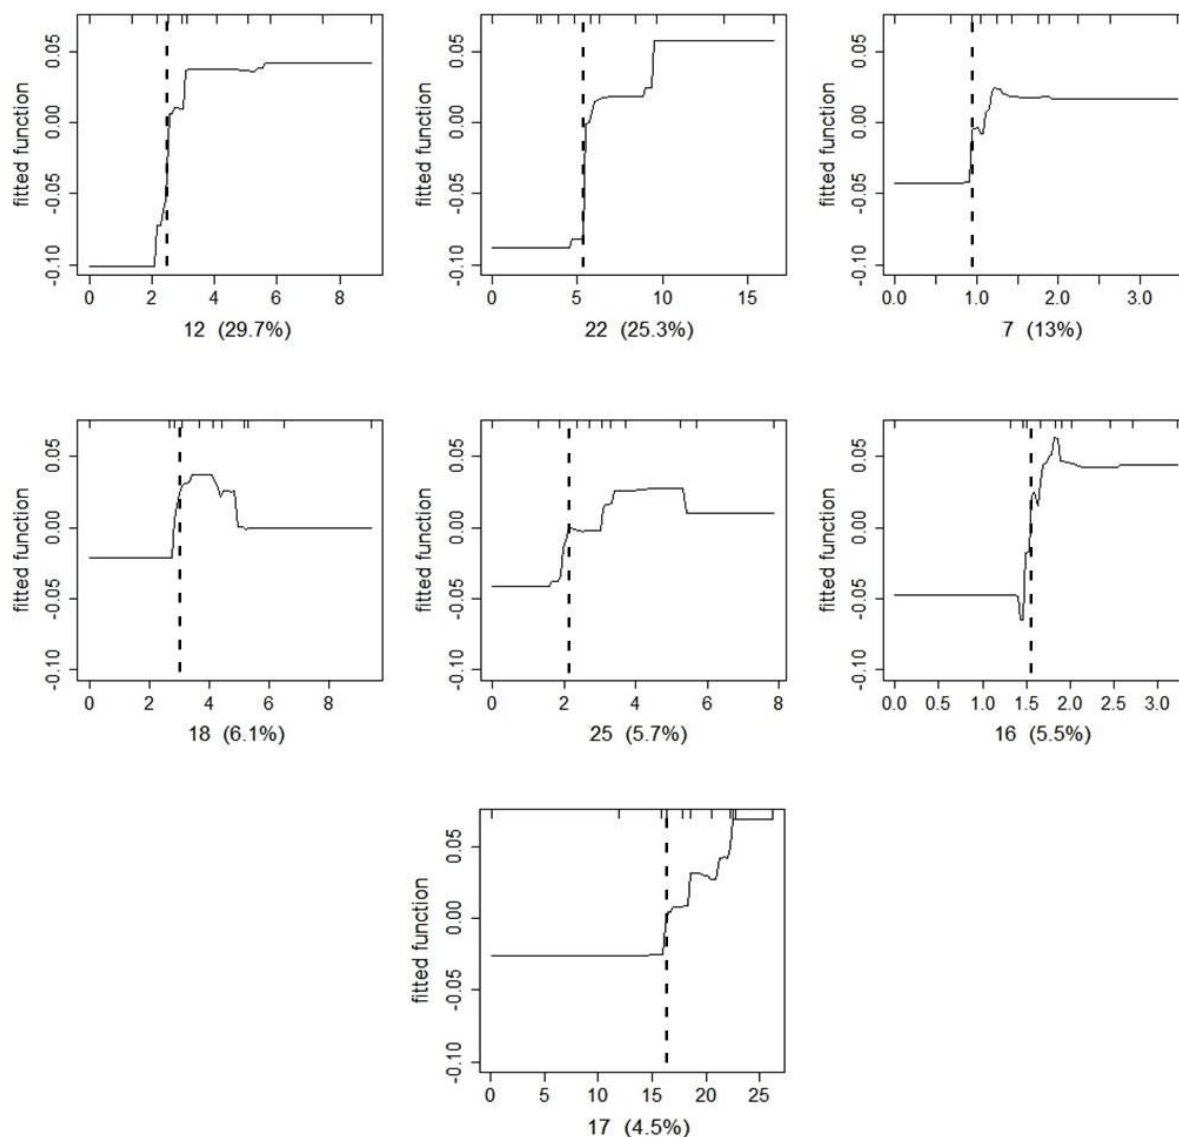 fitted function
-0.10 -0.05 0.00 0.05
0 2 4 6 8
12 (29.7%)
fitted function
-0.10 -0.05 0.00 0.05
0 5 10 15
22 (25.3%)
fitted function
-0.10 -0.05 0.00 0.05
0.0 1.0 2.0 3.0
7 (13%)
fitted function
-0.10 -0.05 0.00 0.05
0 2 4 6 8
18 (6.1%)
fitted function
-0.10 -0.05 0.00 0.05
0 2 4 6 8
25 (5.7%)
fitted function
-0.10 -0.05 0.00 0.05
0.0 0.5 1.0 1.5 2.0 2.5 3.0
16 (5.5%)
fitted function
-0.10 -0.05 0.00 0.05
0 5 10 15 20 25
17 (4.5%)